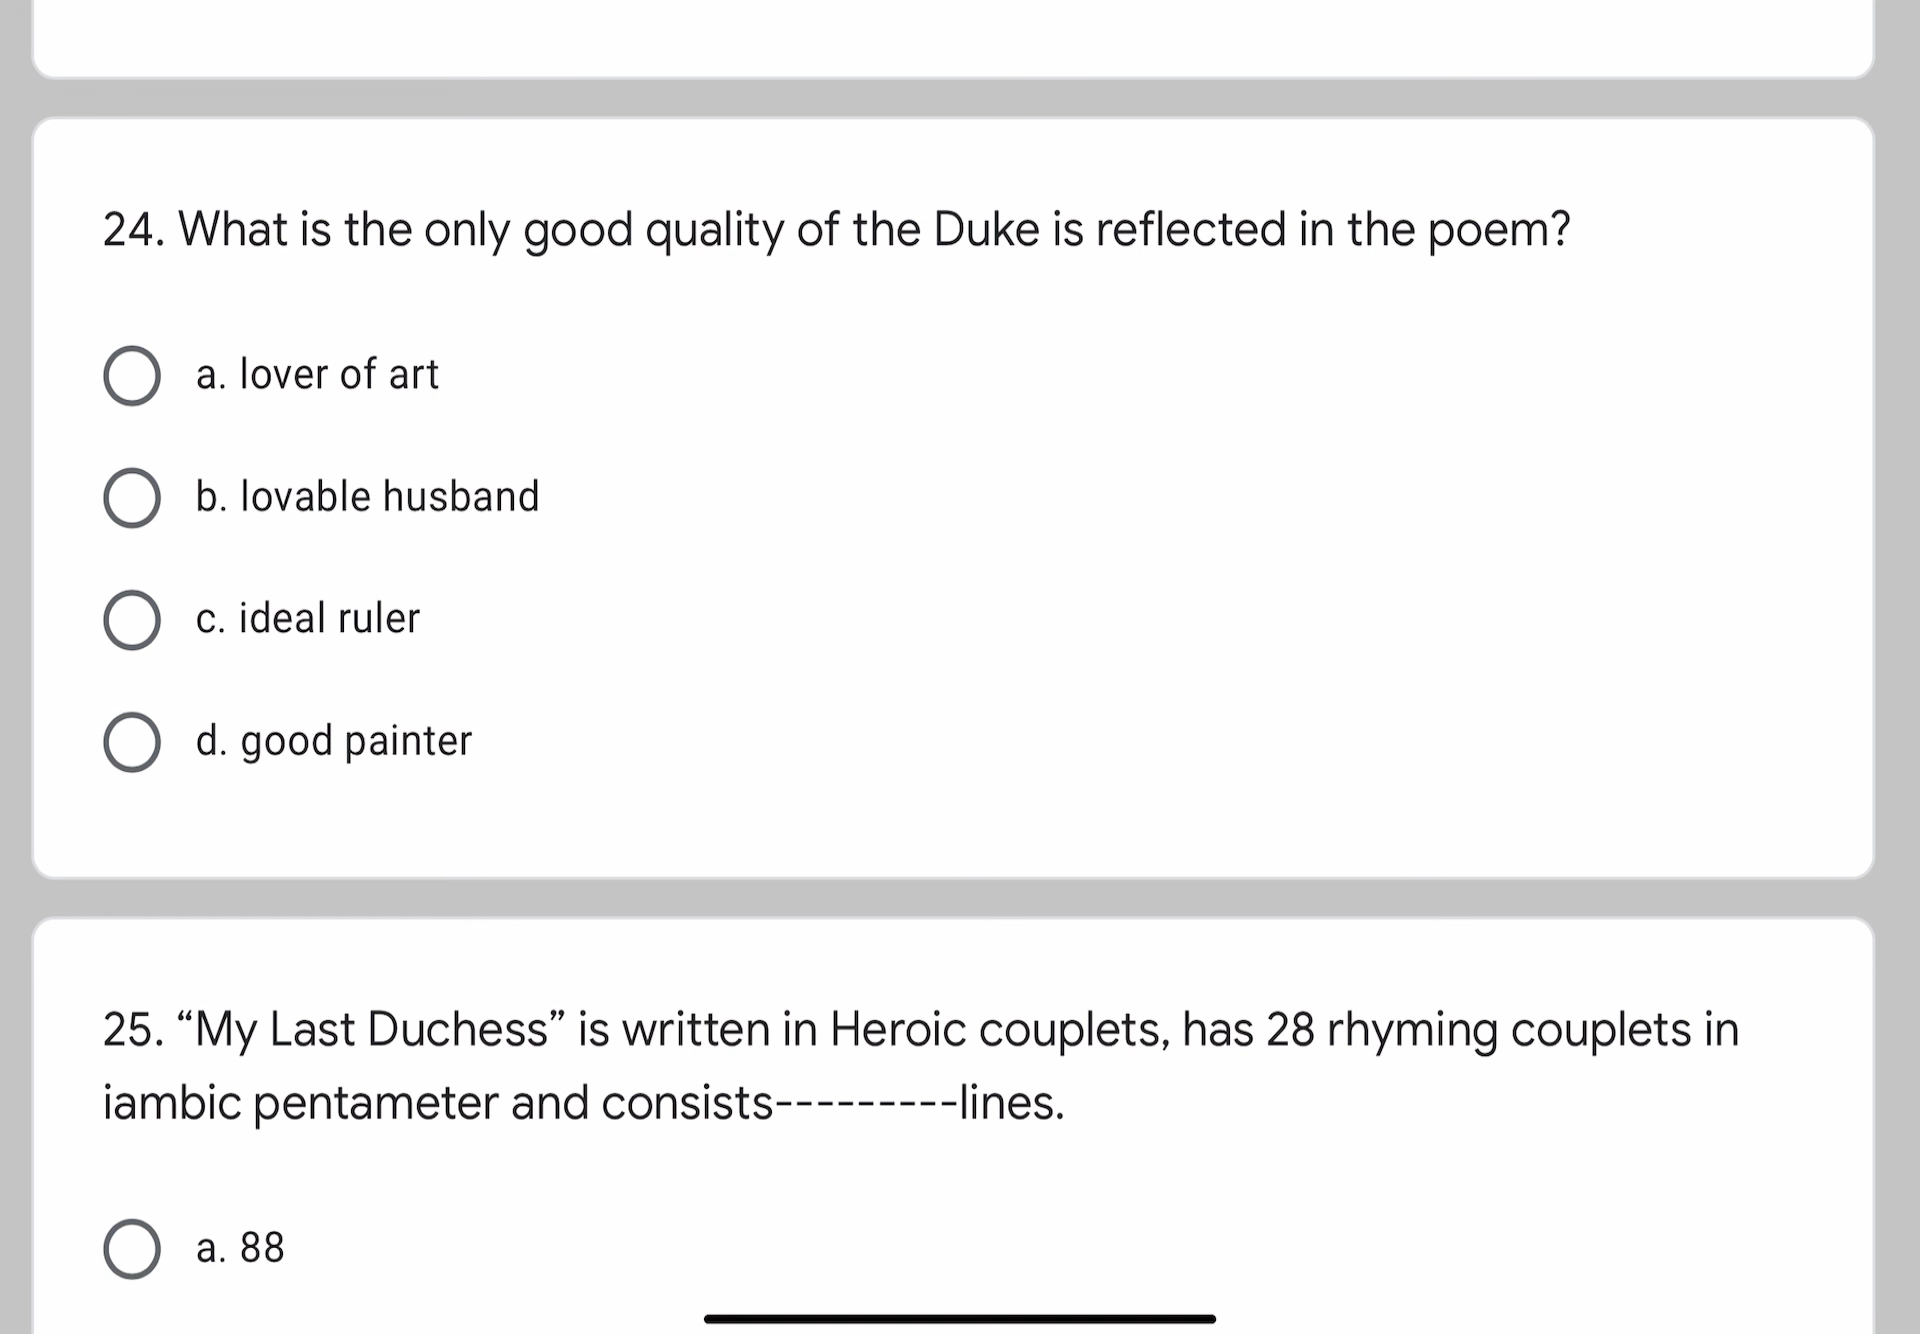 24. What is the only good quality of the Duke is reflected in the poem?
a. lover of art
b. lovable husband
c. ideal ruler
d. good painter
25. “My Last Duchess” is written in Heroic couplets, has 28 rhyming couplets in
iambic pentameter and consists---------lines.
a. 88